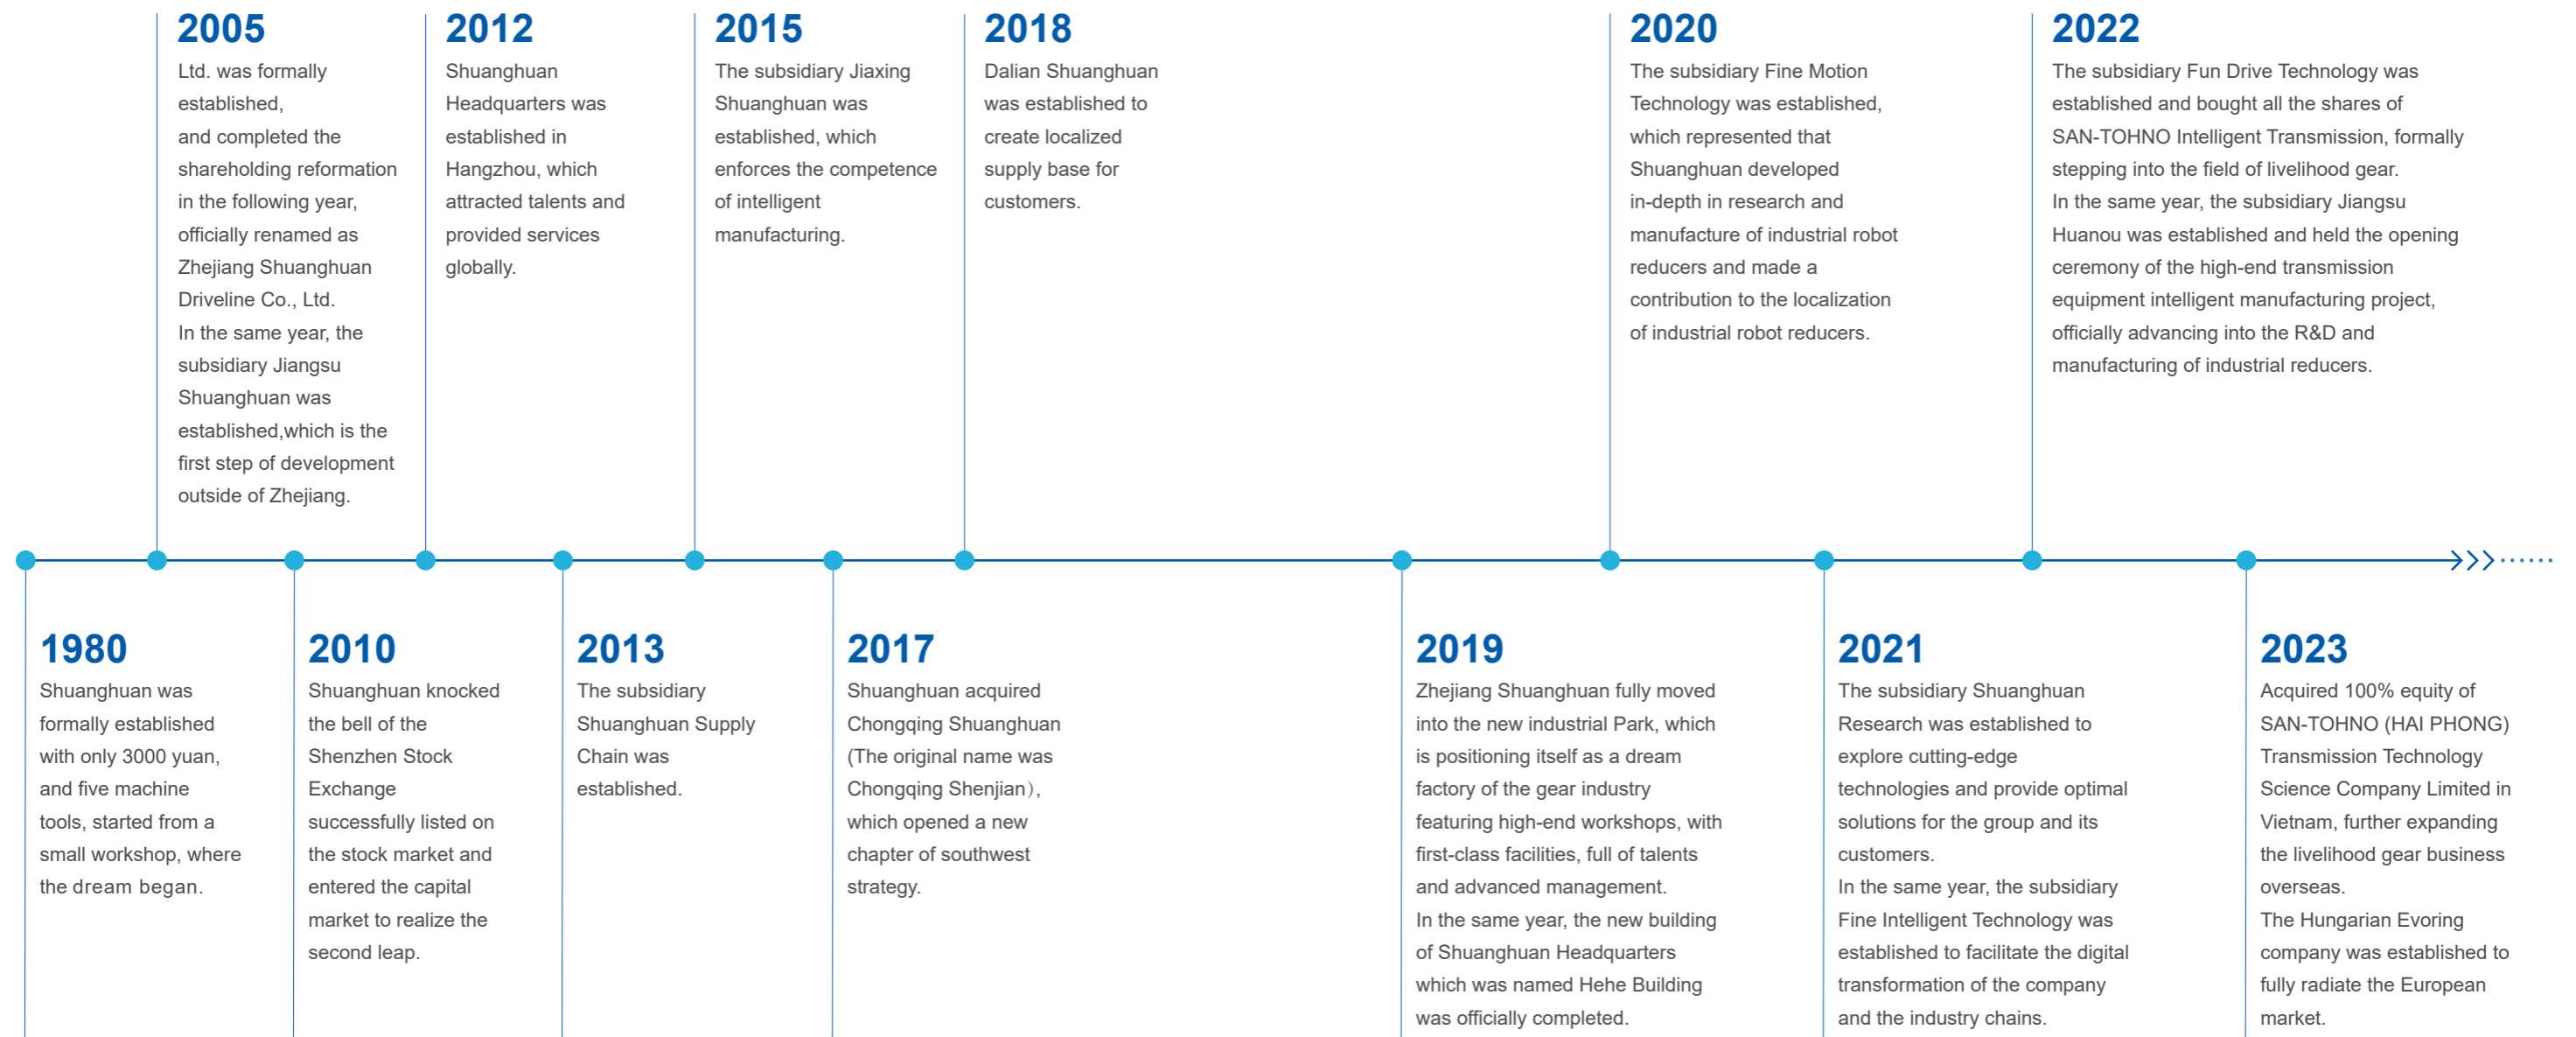 2005
Ltd. was formally
established,
and completed the
shareholding reformation
in the following year,
officially renamed as
Zhejiang Shuanghuan
Driveline Co., Ltd.
In the same year, the
subsidiary Jiangsu
Shuanghuan was
established,which is the
first step of development
outside of Zhejiang.
2012
Shuanghuan
Headquarters was
established in
Hangzhou, which
attracted talents and
provided services
globally.
2015
The subsidiary Jiaxing
Shuanghuan was
established, which
enforces the competence
of intelligent
manufacturing.
2018
Dalian Shuanghuan
was established to
create localized
supply base for
customers.
2020
The subsidiary Fine Motion
Technology was established,
which represented that
Shuanghuan developed
in-depth in research and
manufacture of industrial robot
reducers and made a
contribution to the localization
of industrial robot reducers.
2022
The subsidiary Fun Drive Technology was
established and bought all the shares of
SAN-TOHNO Intelligent Transmission, formally
stepping into the field of livelihood gear.
In the same year, the subsidiary Jiangsu
Huanou was established and held the opening
ceremony of the high-end transmission
equipment intelligent manufacturing project,
officially advancing into the R&D and
manufacturing of industrial reducers.
1980
Shuanghuan was
formally established
with only 3000 yuan,
and five machine
tools, started from a
small workshop, where
the dream began.
2010
Shuanghuan knocked
the bell of the
Shenzhen Stock
Exchange
successfully listed on
the stock market and
entered the capital
market to realize the
second leap.
2013
The subsidiary
Shuanghuan Supply
Chain was
established.
2017
Shuanghuan acquired
Chongqing Shuanghuan
(The original name was
Chongqing Shenjian）,
which opened a new
chapter of southwest
strategy.
2019
Zhejiang Shuanghuan fully moved
into the new industrial Park, which
is positioning itself as a dream
factory of the gear industry
featuring high-end workshops, with
first-class facilities, full of talents
and advanced management.
In the same year, the new building
of Shuanghuan Headquarters
which was named Hehe Building
was officially completed.
2021
The subsidiary Shuanghuan
Research was established to
explore cutting-edge
technologies and provide optimal
solutions for the group and its
customers.
In the same year, the subsidiary
Fine Intelligent Technology was
established to facilitate the digital
transformation of the company
and the industry chains.
2023
Acquired 100% equity of
SAN-TOHNO (HAI PHONG)
Transmission Technology
Science Company Limited in
Vietnam, further expanding
the livelihood gear business
overseas.
The Hungarian Evoring
company was established to
fully radiate the European
market.